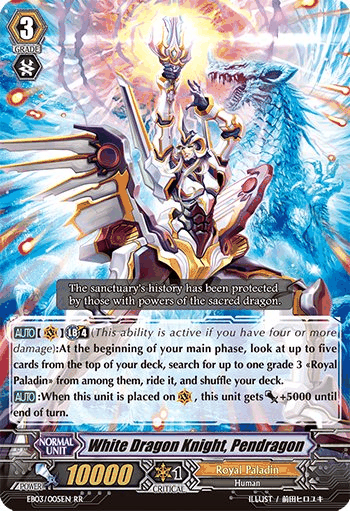 3
GRADE
The sanctuary's history has been protected
by those with powers of the sacred dragon.
AUTO【 】LB4(This ability is active if you have four or more
damage):At the beginning of your main phase, look at up to five
cards from the top of your deck, search for up to one grade 3 «Royal
Paladin» from among them, ride it, and shuffle your deck.
AUTO:When this unit is placed on , this unit gets +5000 until
end of turn.
NORMAL
UNIT
White Dragon Knight, Pendragon
POWER
10000
1
CRITICAL
Royal Paladin
Human
EB03/005EN RR
ILLUST / 前田ヒロユキ